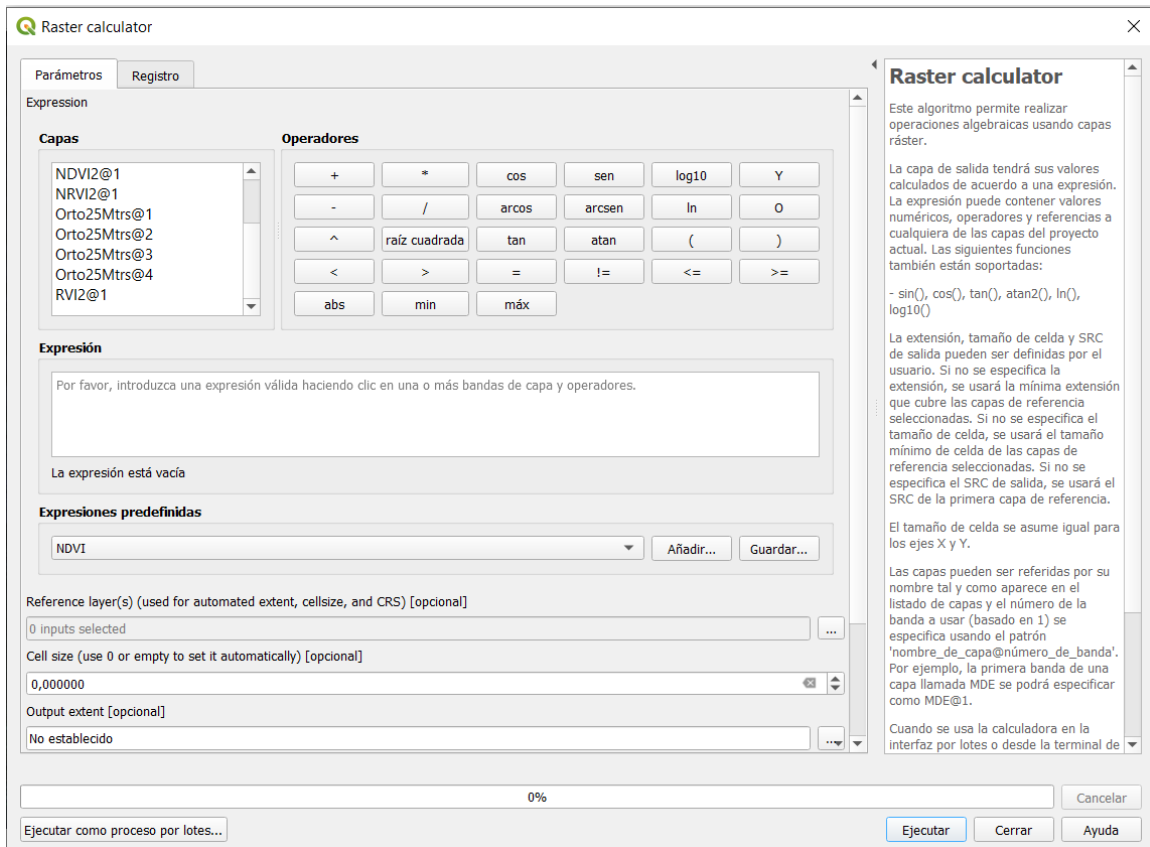 Raster calculator
Parámetros Registro
Expression
Capas
NDVI2@1
NRVI2@1
Orto25Mtrs@1
Orto25Mtrs@2
Orto25Mtrs@3
Orto25Mtrs@4
RVI2@1
Operadores
+ * cos sen log10 Y
- / arcos arcsen ln O
^ raíz cuadrada tan atan ( )
< > = != <= >=
abs min máx
Expresión
Por favor, introduzca una expresión válida haciendo clic en una o más bandas de capa y operadores.
La expresión está vacía
Expresiones predefinidas
NDVI Añadir... Guardar...
Reference layer(s) (used for automated extent, cellsize, and CRS) [opcional]
0 inputs selected ...
Cell size (use 0 or empty to set it automatically) [opcional]
0,000000
Output extent [opcional]
No establecido ...
Raster calculator
Este algoritmo permite realizar
operaciones algebraicas usando capas
ráster.
La capa de salida tendrá sus valores
calculados de acuerdo a una expresión.
La expresión puede contener valores
numéricos, operadores y referencias a
cualquiera de las capas del proyecto
actual. Las siguientes funciones
también están soportadas:
- sin(), cos(), tan(), atan2(), ln(),
log10()
La extensión, tamaño de celda y SRC
de salida pueden ser definidas por el
usuario. Si no se especifica la
extensión, se usará la mínima extensión
que cubre las capas de referencia
seleccionadas. Si no se especifica el
tamaño de celda, se usará el tamaño
mínimo de celda de las capas de
referencia seleccionadas. Si no se
especifica el SRC de salida, se usará el
SRC de la primera capa de referencia.
El tamaño de celda se asume igual para
los ejes X y Y.
Las capas pueden ser referidas por su
nombre tal y como aparece en el
listado de capas y el número de la
banda a usar (basado en 1) se
especifica usando el patrón
'nombre_de_capa@número_de_banda'.
Por ejemplo, la primera banda de una
capa llamada MDE se podrá especificar
como MDE@1.
Cuando se usa la calculadora en la
interfaz por lotes o desde la terminal de
0% Cancelar
Ejecutar como proceso por lotes... Ejecutar Cerrar Ayuda